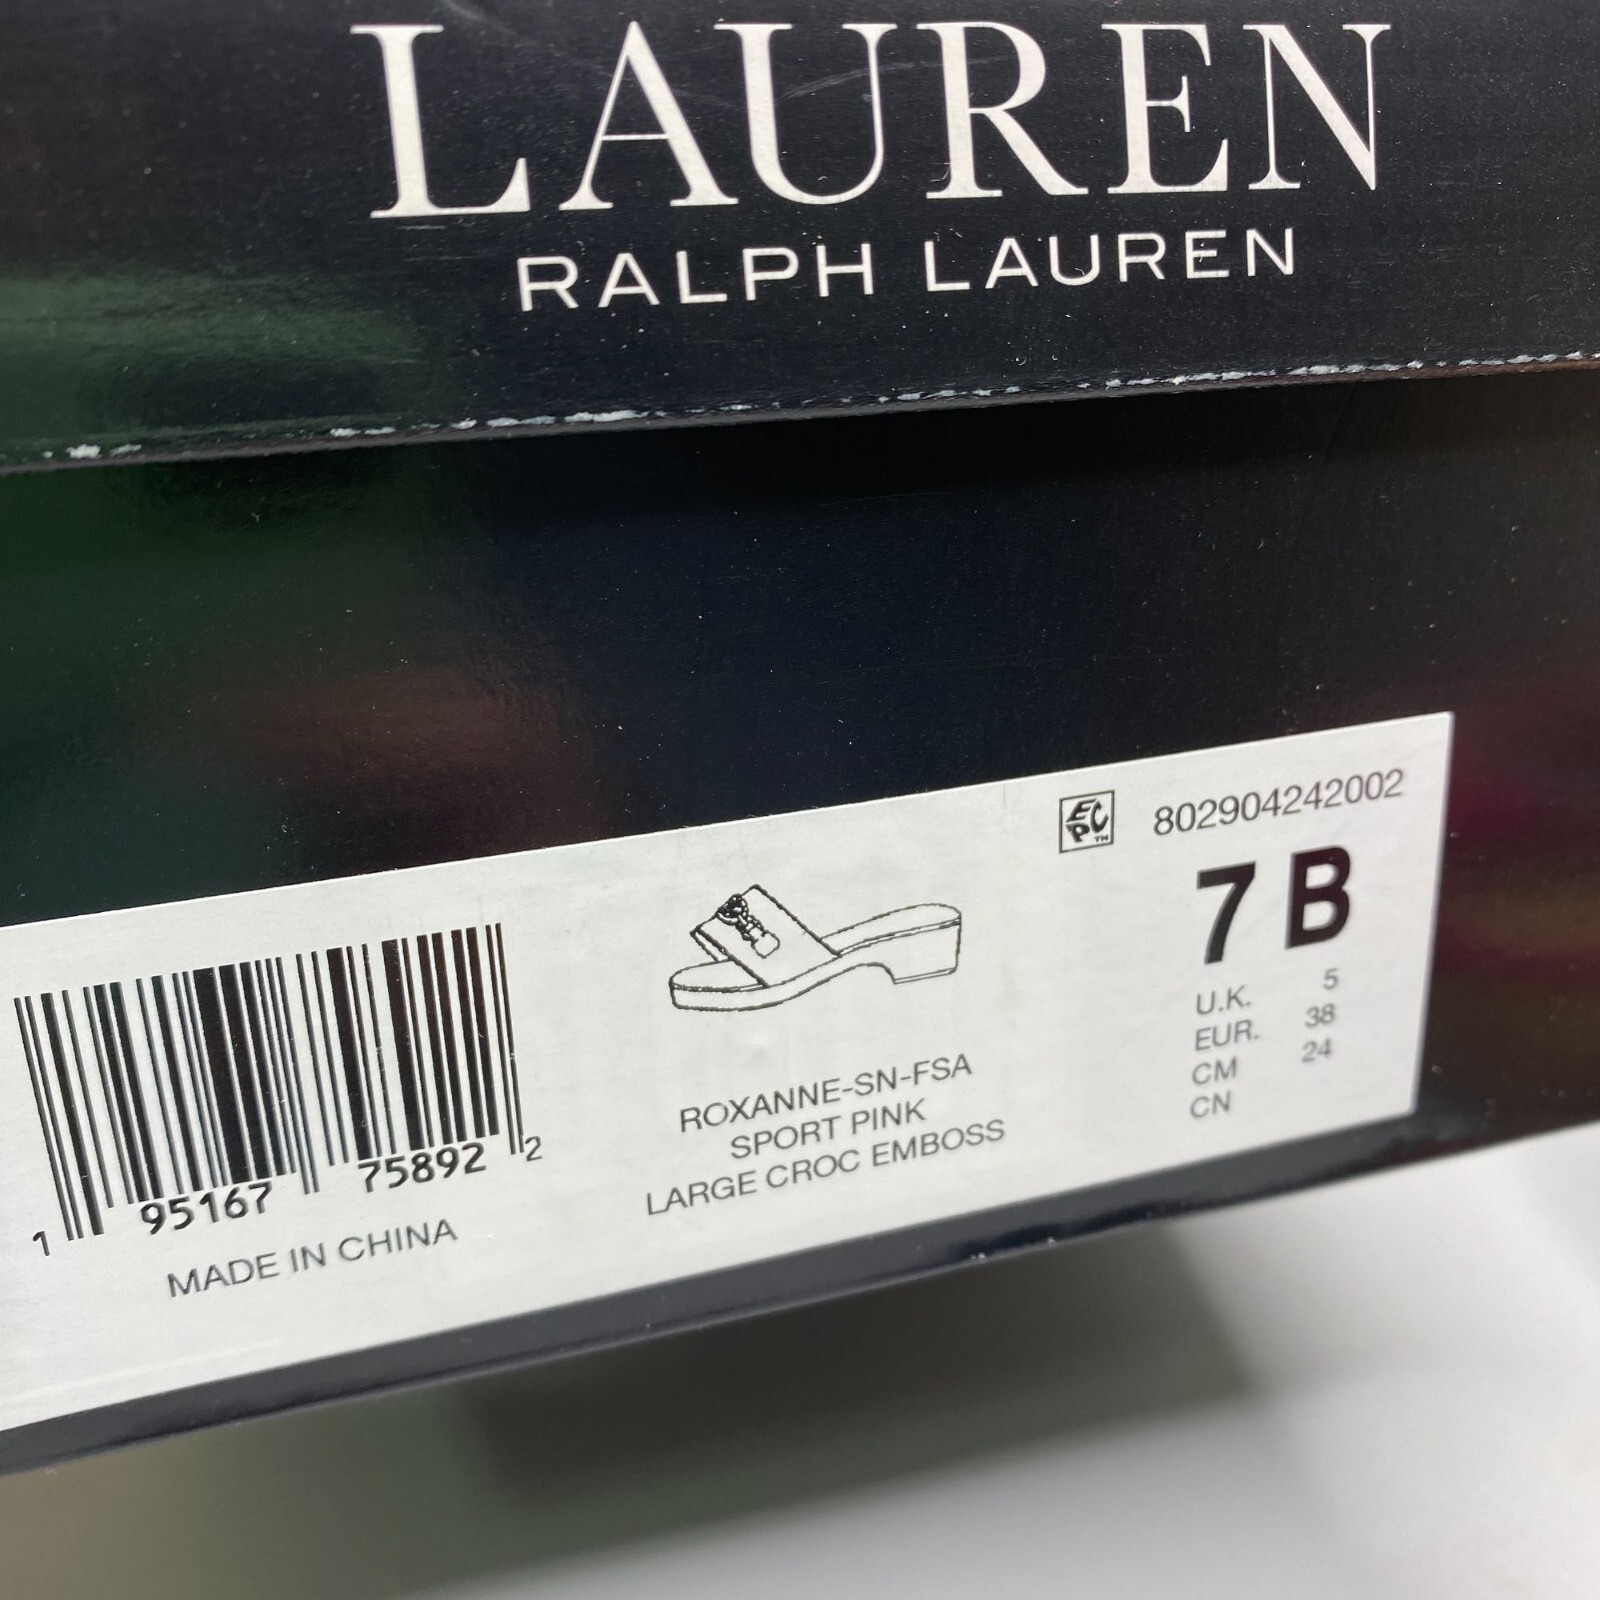 LAUREN
RALPH LAUREN
EPC™ 802904242002
7 B
U.K. 5
EUR. 38
CM 24
CN
ROXANNE-SN-FSA
SPORT PINK
LARGE CROC EMBOSS
1 95167 75892 2
MADE IN CHINA